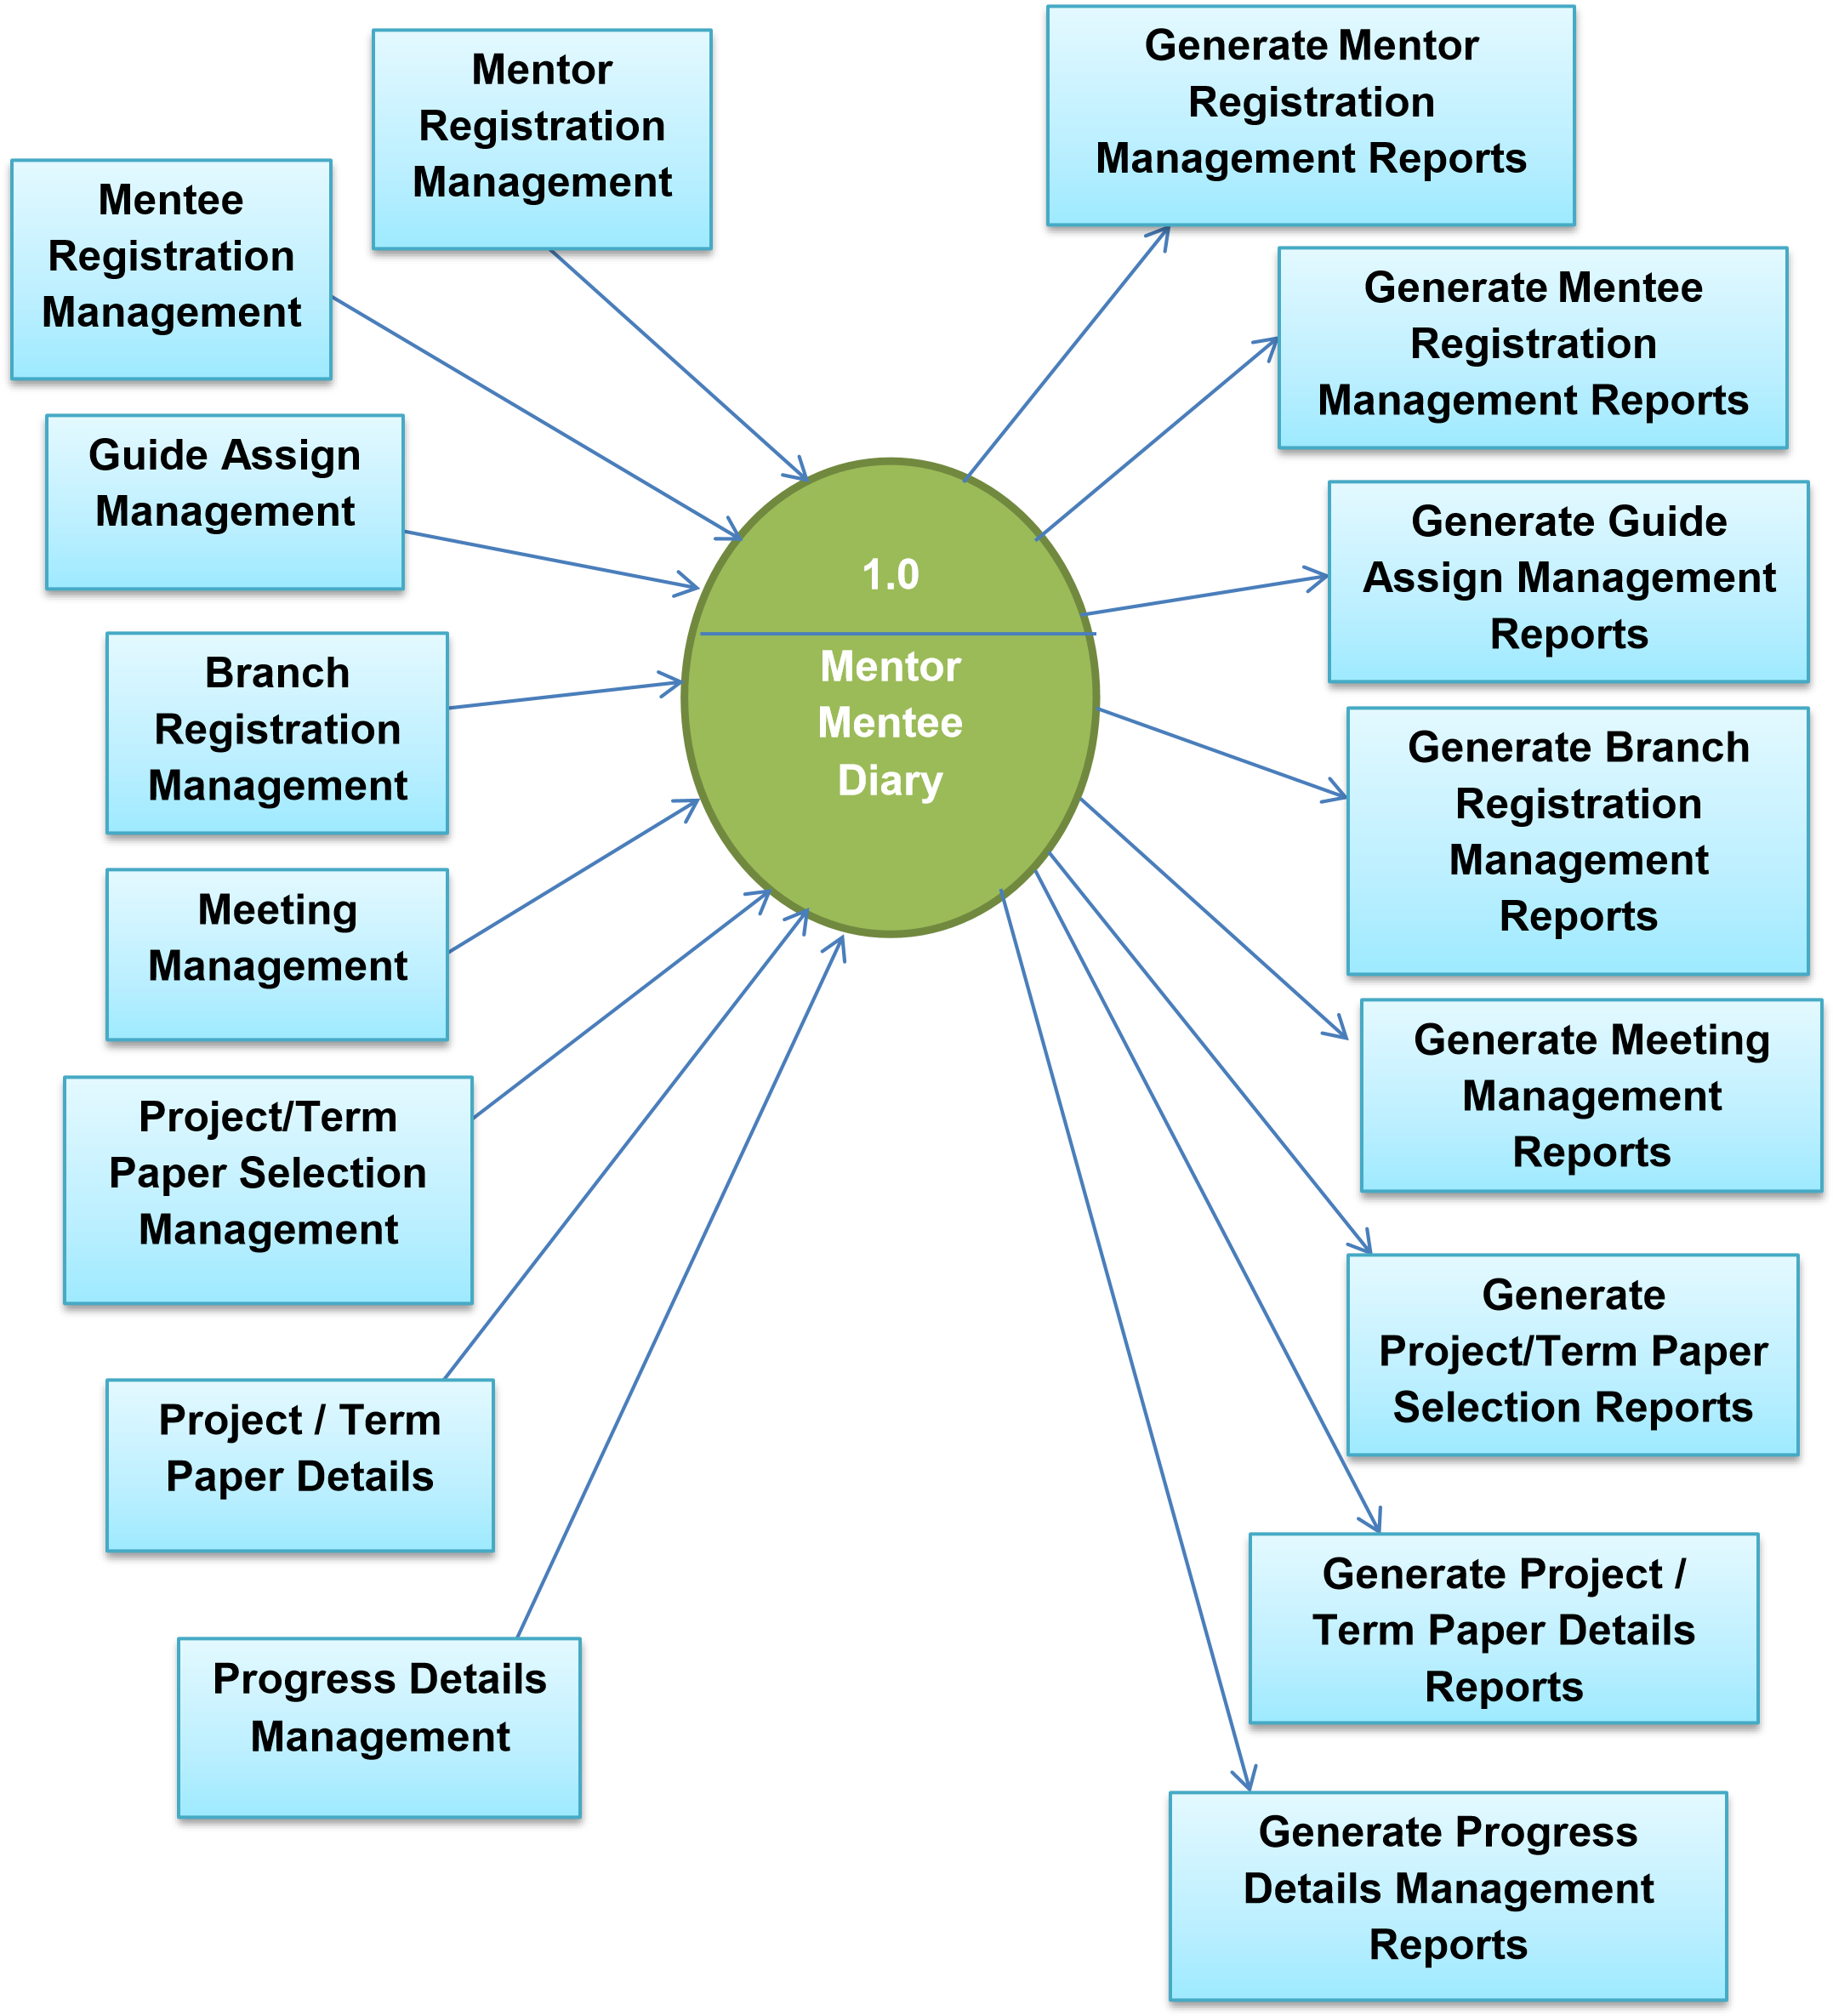 Mentor
Registration
Management
Mentee
Registration
Management
Guide Assign
Management
Branch
Registration
Management
Meeting
Management
Project/Term
Paper Selection
Management
Project / Term
Paper Details
Progress Details
Management
1.0
Mentor
Mentee
Diary
Generate Mentor
Registration
Management Reports
Generate Mentee
Registration
Management Reports
Generate Guide
Assign Management
Reports
Generate Branch
Registration
Management
Reports
Generate Meeting
Management
Reports
Generate
Project/Term Paper
Selection Reports
Generate Project /
Term Paper Details
Reports
Generate Progress
Details Management
Reports